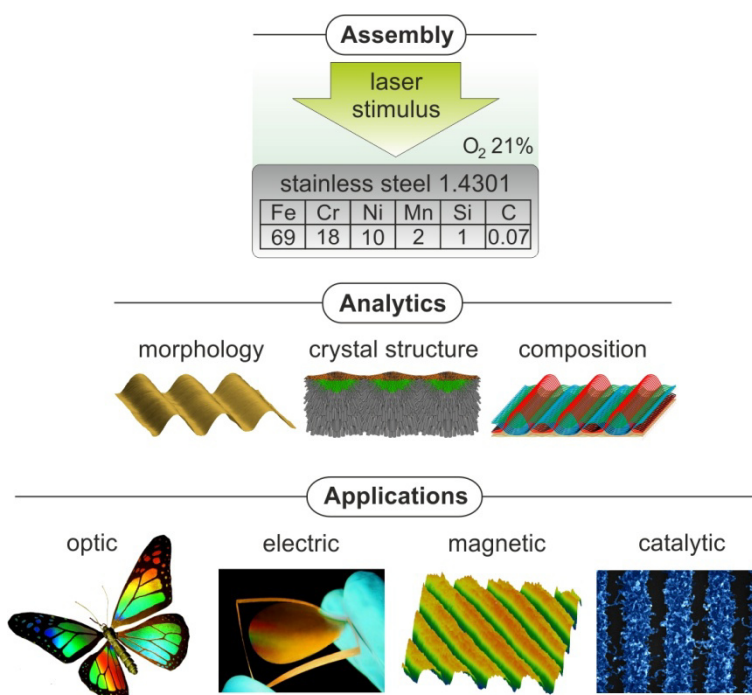 Assembly
laser
stimulus
O₂ 21%
stainless steel 1.4301
Fe Cr Ni Mn Si C
69 18 10 2 1 0.07
Analytics
morphology crystal structure composition
Applications
optic electric magnetic catalytic